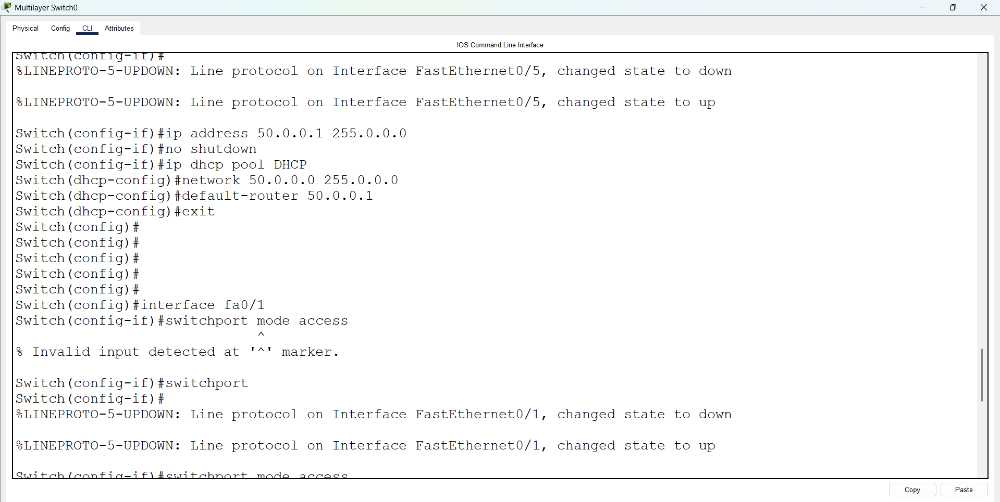 Multilayer Switch0
Physical Config CLI Attributes
IOS Command Line Interface
Switch(config-if)#
%LINEPROTO-5-UPDOWN: Line protocol on Interface FastEthernet0/5, changed state to down
%LINEPROTO-5-UPDOWN: Line protocol on Interface FastEthernet0/5, changed state to up
Switch(config-if)#ip address 50.0.0.1 255.0.0.0
Switch(config-if)#no shutdown
Switch(config-if)#ip dhcp pool DHCP
Switch(dhcp-config)#network 50.0.0.0 255.0.0.0
Switch(dhcp-config)#default-router 50.0.0.1
Switch(dhcp-config)#exit
Switch(config)#
Switch(config)#
Switch(config)#
Switch(config)#
Switch(config)#
Switch(config)#interface fa0/1
Switch(config-if)#switchport mode access
^
% Invalid input detected at '^' marker.
Switch(config-if)#switchport
Switch(config-if)#
%LINEPROTO-5-UPDOWN: Line protocol on Interface FastEthernet0/1, changed state to down
%LINEPROTO-5-UPDOWN: Line protocol on Interface FastEthernet0/1, changed state to up
Switch(config-if)#switchport mode access
Copy Paste